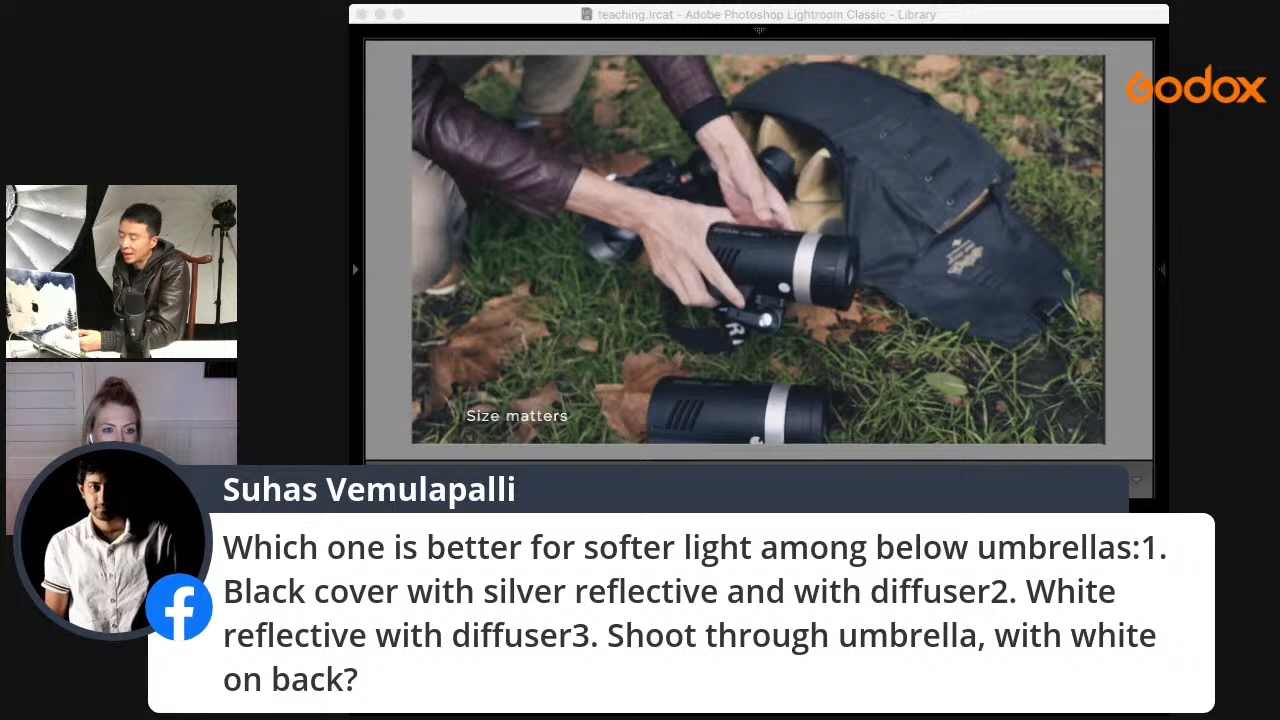 teaching.lrcat - Adobe Photoshop Lightroom Classic - Library
Godox
Size matters
Suhas Vemulapalli
Which one is better for softer light among below umbrellas:1.
Black cover with silver reflective and with diffuser2. White
reflective with diffuser3. Shoot through umbrella, with white
on back?